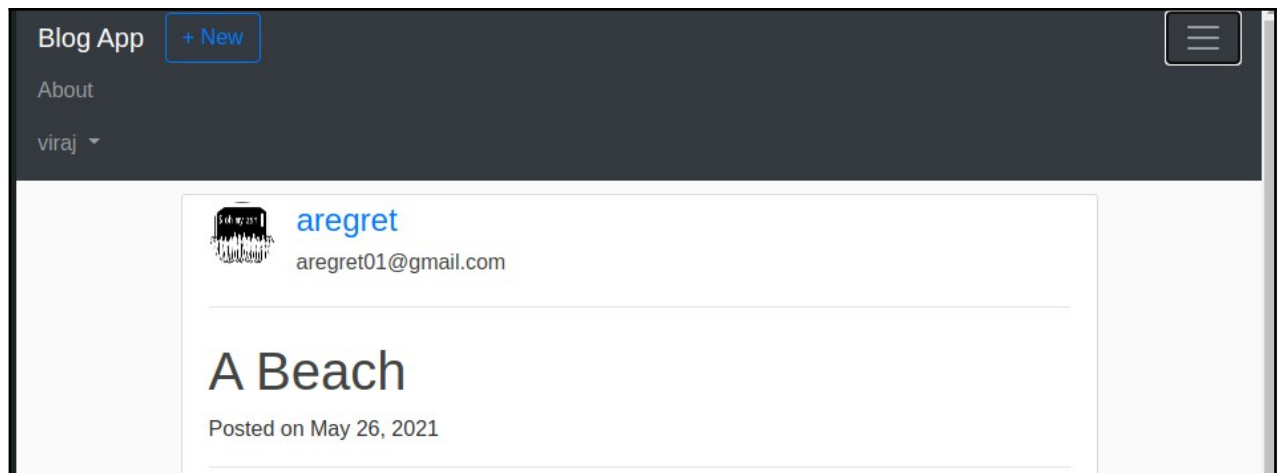 Blog App + New
About
viraj
aregret
aregret01@gmail.com
A Beach
Posted on May 26, 2021